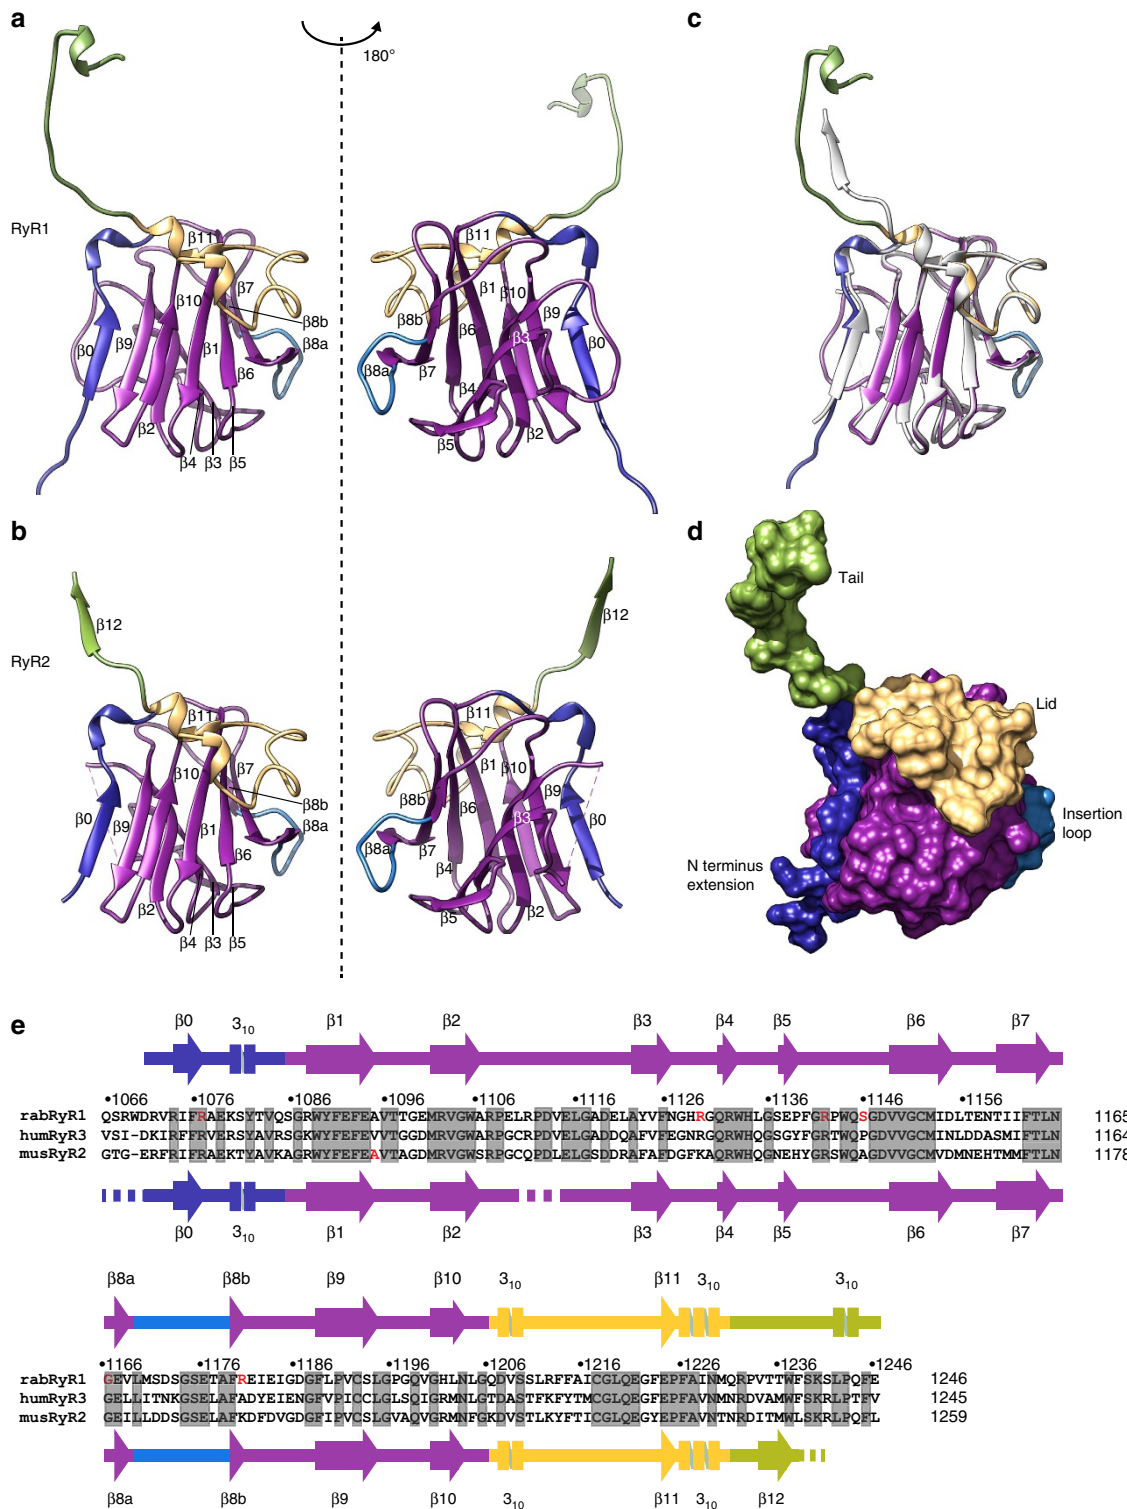 a
180°
c
RyR1
β11
β10
β7
β8b
β8a
β0
β9
β1
β6
β2
β4
β3
β5
β11
β1
β10
β9
β8b
β6
β3
β0
β8a
β7
β4
β5
β2
b
d
RyR2
β12
β12
β11
β10
β7
β8b
β8a
β0
β9
β1
β6
β2
β4
β3
β5
β11
β1
β10
β9
β8b
β6
β3
β0
β8a
β7
β4
β5
β2
Tail
Lid
Insertion
loop
N terminus
extension
e
β0 3₁₀ β1 β2 β3 β4 β5 β6 β7
•1066 •1076 •1086 •1096 •1106 •1116 •1126 •1136 •1146 •1156
rabRyR1 QSRWDRVRIFRAEKSYTVQSGRWYFEFEAVTTGEMRVGWARPELRPDVELGADELAYVFNGHRGQRWHLGSEPFGRPWQSGDVVGCMIDLTENTIIFTLN 1165
humRyR3 VSI-DKIRFFRVERSYAVRSGKWYFEFEVVTGGDMRVGWARPGCRPDVELGADDQAFVFEGNRGQRWHQGSGYFGRTWQPGDVVGCMINLDDASMIFTLN 1164
musRyR2 GTG-ERFRIFRAEKTYAVKAGRWYFEFEAVTAGDMRVGWSRPGCQPDLELGSDDRAFAFDGFKAQRWHQGNEHYGRSWQAGDVVGCMVDMNEHTMMFTLN 1178
β0 3₁₀ β1 β2 β3 β4 β5 β6 β7
β8a β8b β9 β10 3₁₀ β11 3₁₀ 3₁₀
•1166 •1176 •1186 •1196 •1206 •1216 •1226 •1236 •1246
rabRyR1 GEVLMSDSGSETAFREIEIGDGFLPVCSLGPGQVGHLNLGQDVSSLRFFAICGLQEGFEPFAINMQRPVTTWFSKSLPQFE 1246
humRyR3 GELLITNKGSELAFADYEIENGFVPICCLGLSQIGRMNLGTDASTFKFYTMCGLQEGFEPFAVNMNRDVAMWFSKRLPTFV 1245
musRyR2 GEILLDDSGSELAFKDFDVGDGFIPVCSLGVAQVGRMNFGKDVSTLKYFTICGLQEGYEPFAVNTNRDITMWLSKRLPQFL 1259
β8a β8b β9 β10 3₁₀ β11 3₁₀ β12